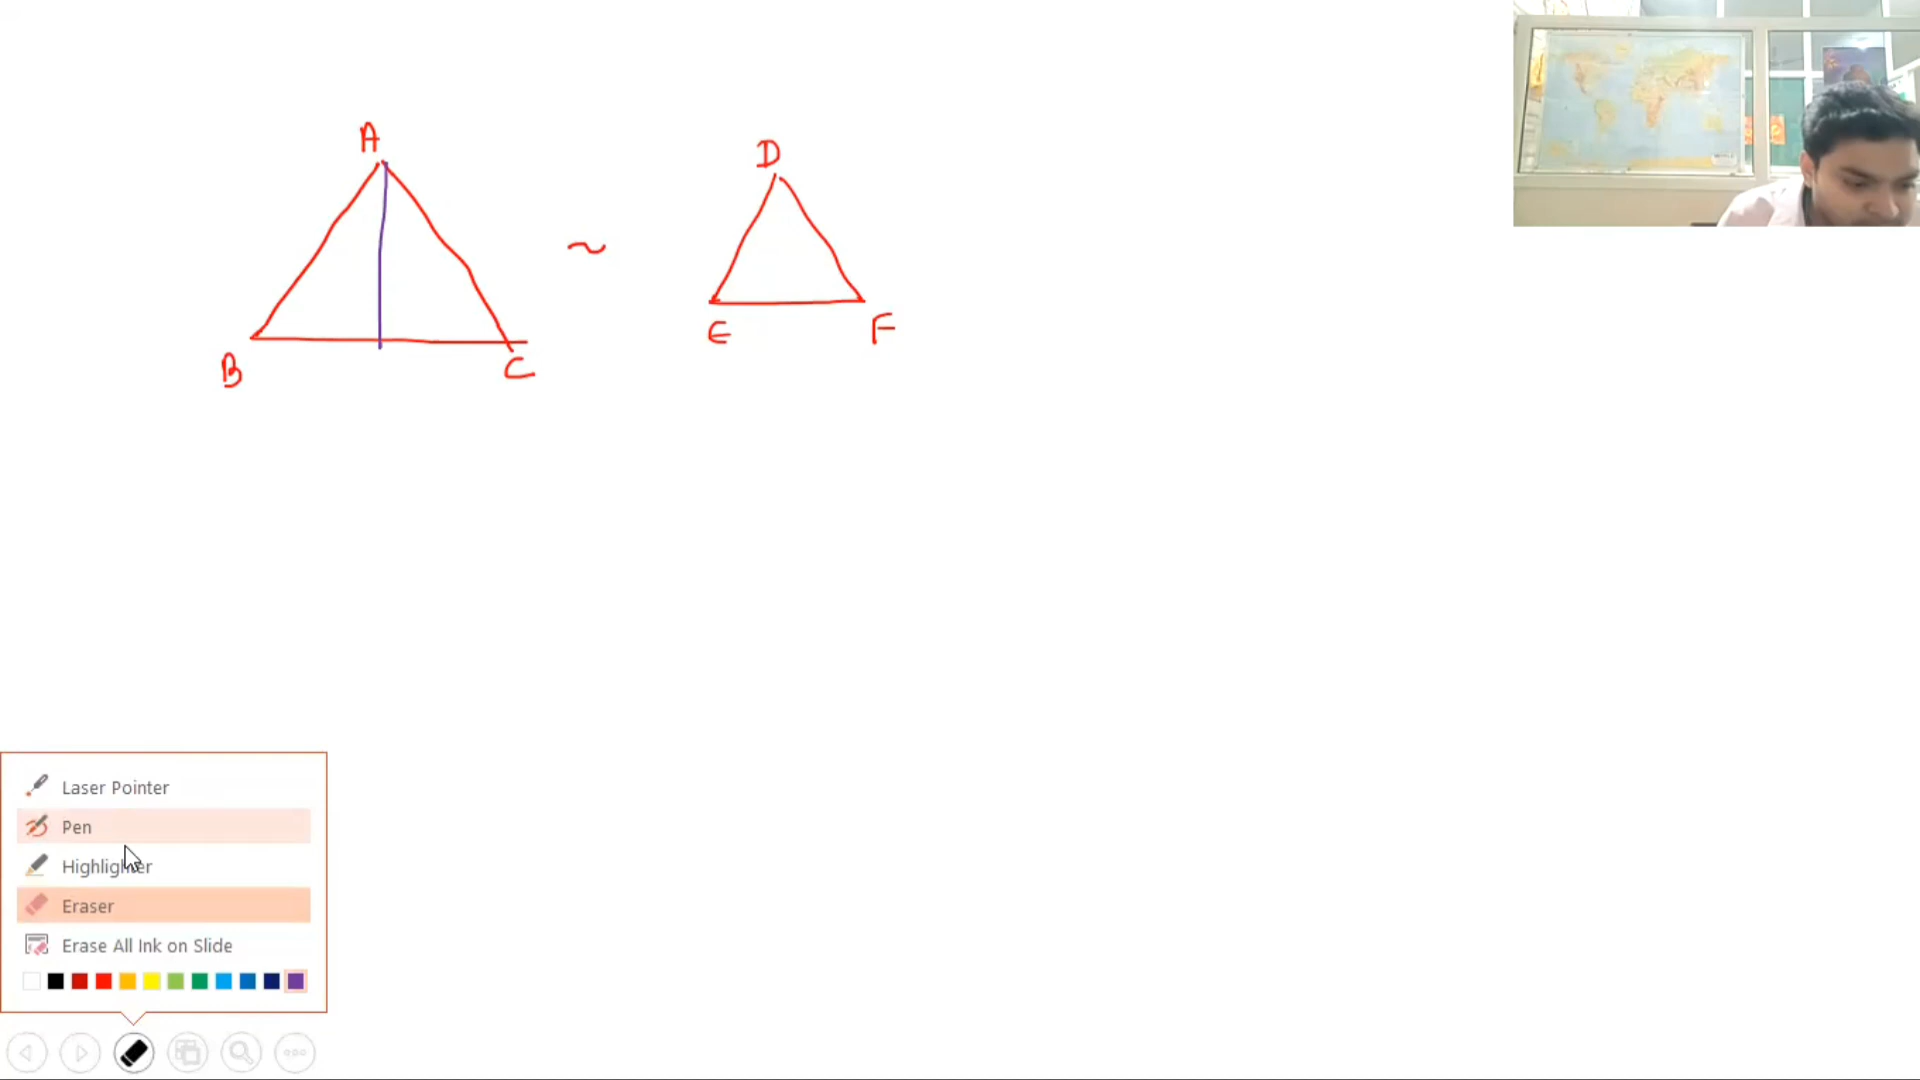 A
D
~
E
F
B
C
Laser Pointer
Pen
Highlighter
Eraser
Erase All Ink on Slide